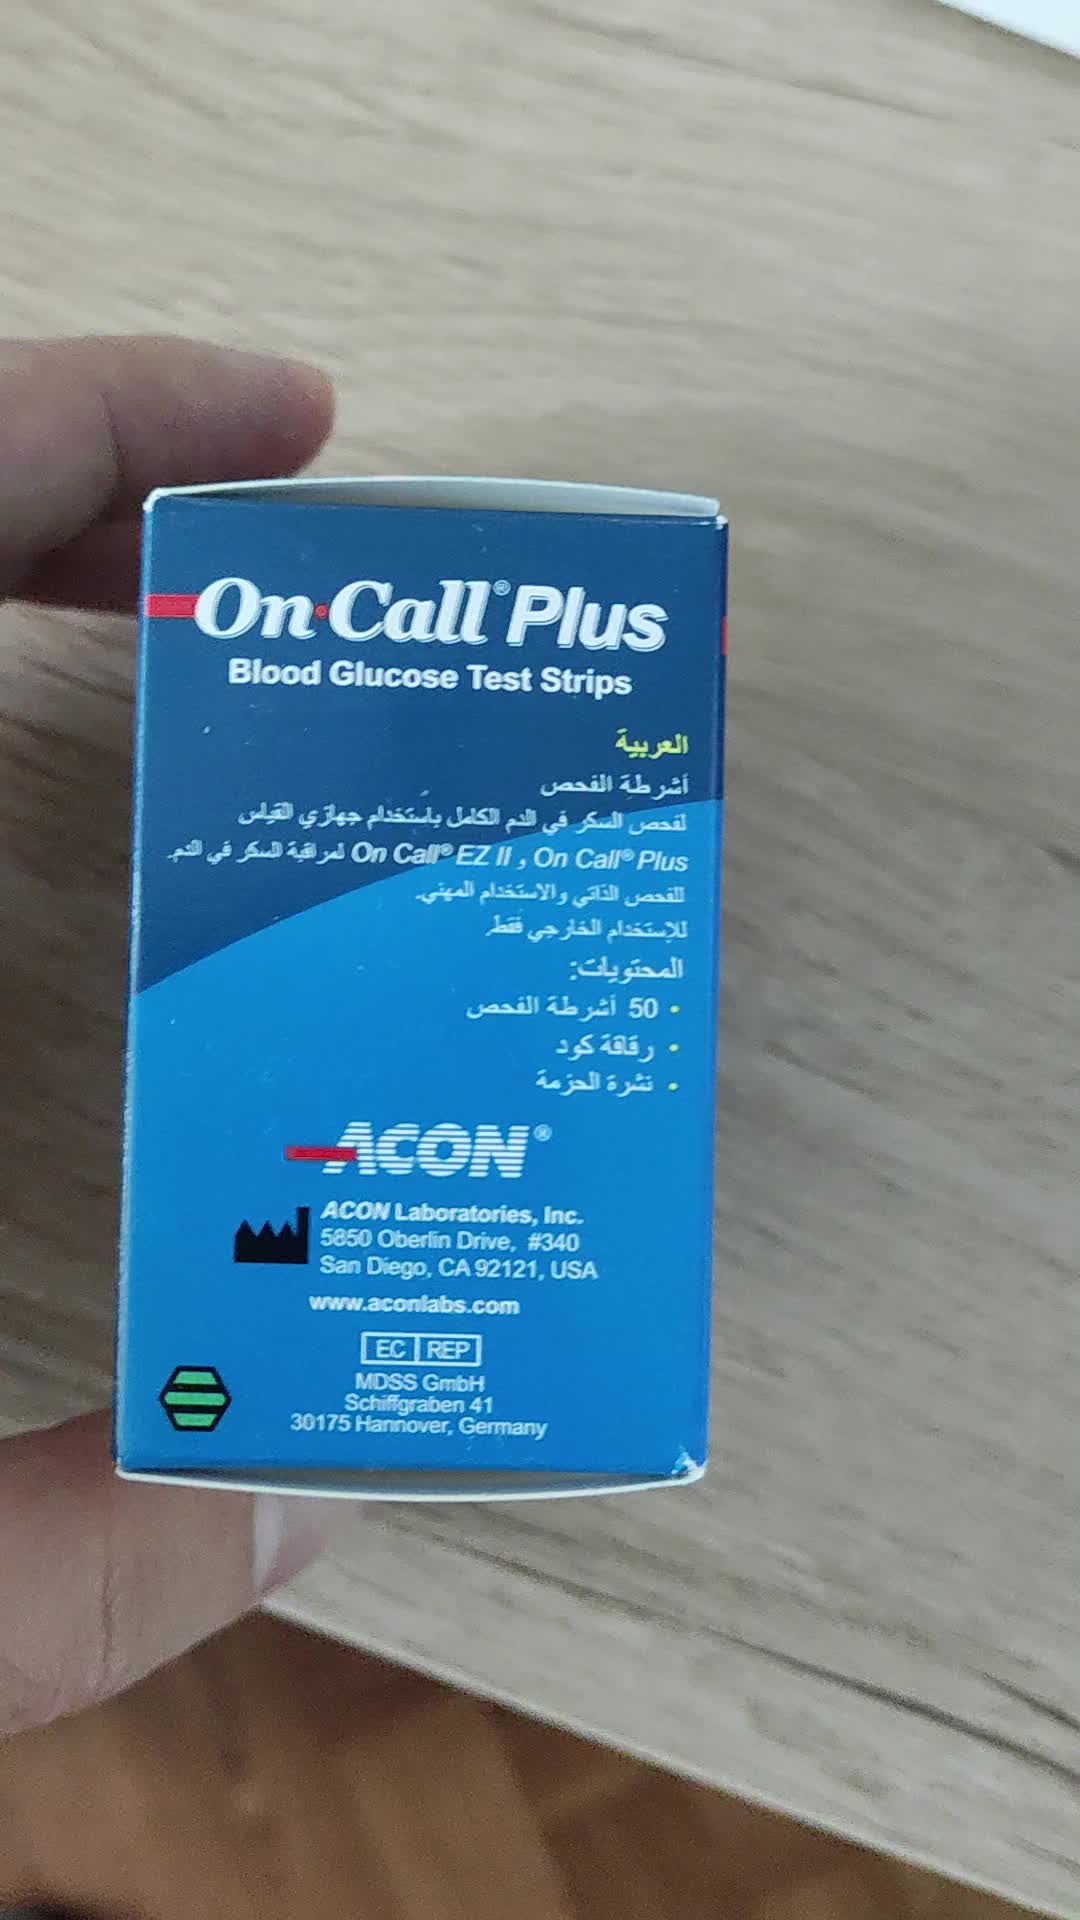 On·Call® Plus
Blood Glucose Test Strips
العربية
أشرطة الفحص
لفحص السكر في الدم الكامل بإستخدام جهازي القياس
On Call® Plus و On Call® EZ II لمراقبة السكر في الدم.
للفحص الذاتي والاستخدام المهني.
للإستخدام الخارجي فقط.
المحتويات:
• 50 أشرطة الفحص
• رقاقة كود
• نشرة الحزمة
ACON®
ACON Laboratories, Inc.
5850 Oberlin Drive, #340
San Diego, CA 92121, USA
www.aconlabs.com
EC REP
MDSS GmbH
Schiffgraben 41
30175 Hannover, Germany